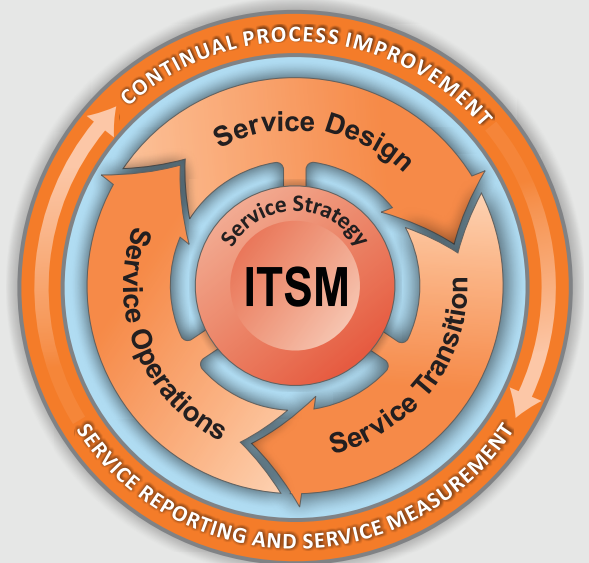 CONTINUAL PROCESS IMPROVEMENT
Service Design
Service Strategy
ITSM
Service Transition
Service Operations
SERVICE REPORTING AND SERVICE MEASUREMENT